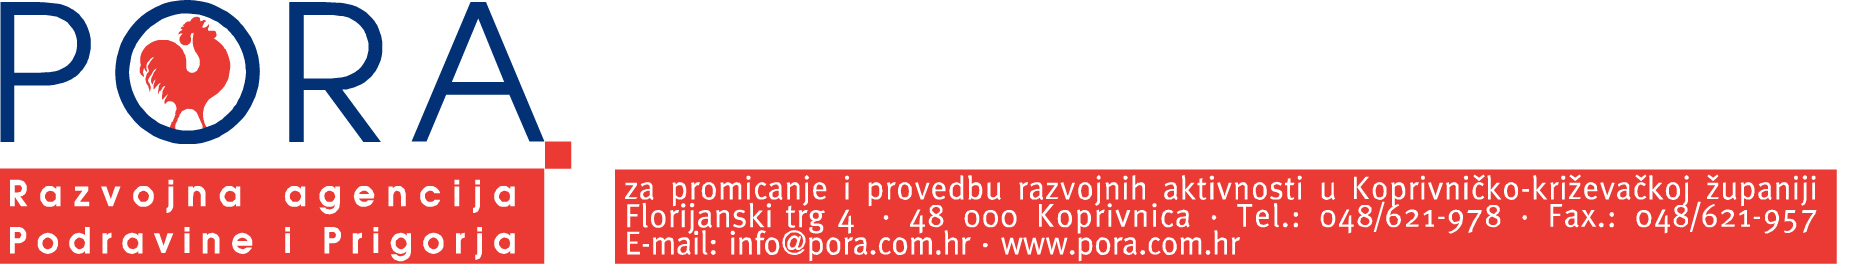 PORA
Razvojna agencija
Podravine i Prigorja
za promicanje i provedbu razvojnih aktivnosti u Koprivničko-križevačkoj županiji
Florijanski trg 4 · 48 000 Koprivnica · Tel.: 048/621-978 · Fax.: 048/621-957
E-mail: info@pora.com.hr · www.pora.com.hr